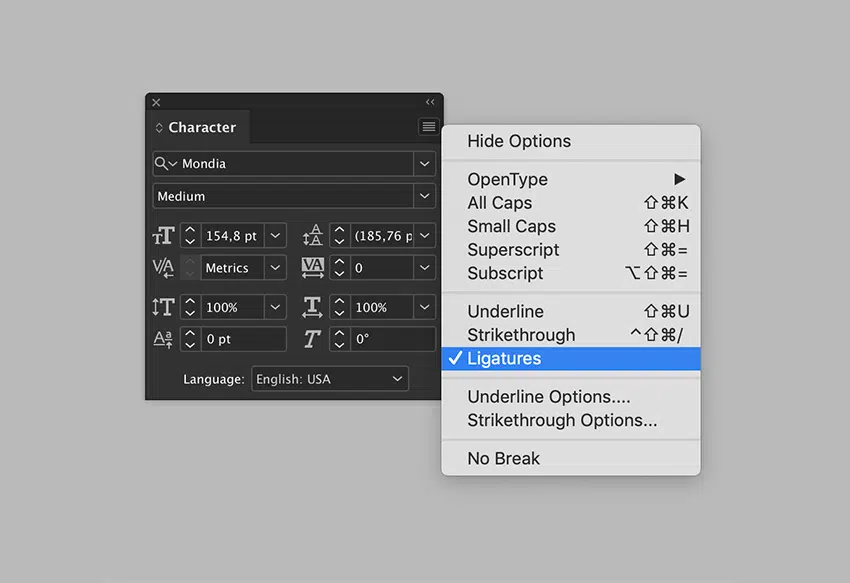 Character
Mondia
Medium
154,8 pt
(185,76 p
Metrics
0
100%
100%
0 pt
0°
Language: English: USA
Hide Options
OpenType
All Caps ⇧⌘K
Small Caps ⇧⌘H
Superscript ⇧⌘=
Subscript ⌥⇧⌘=
Underline ⇧⌘U
Strikethrough ^⇧⌘/
✓ Ligatures
Underline Options....
Strikethrough Options...
No Break